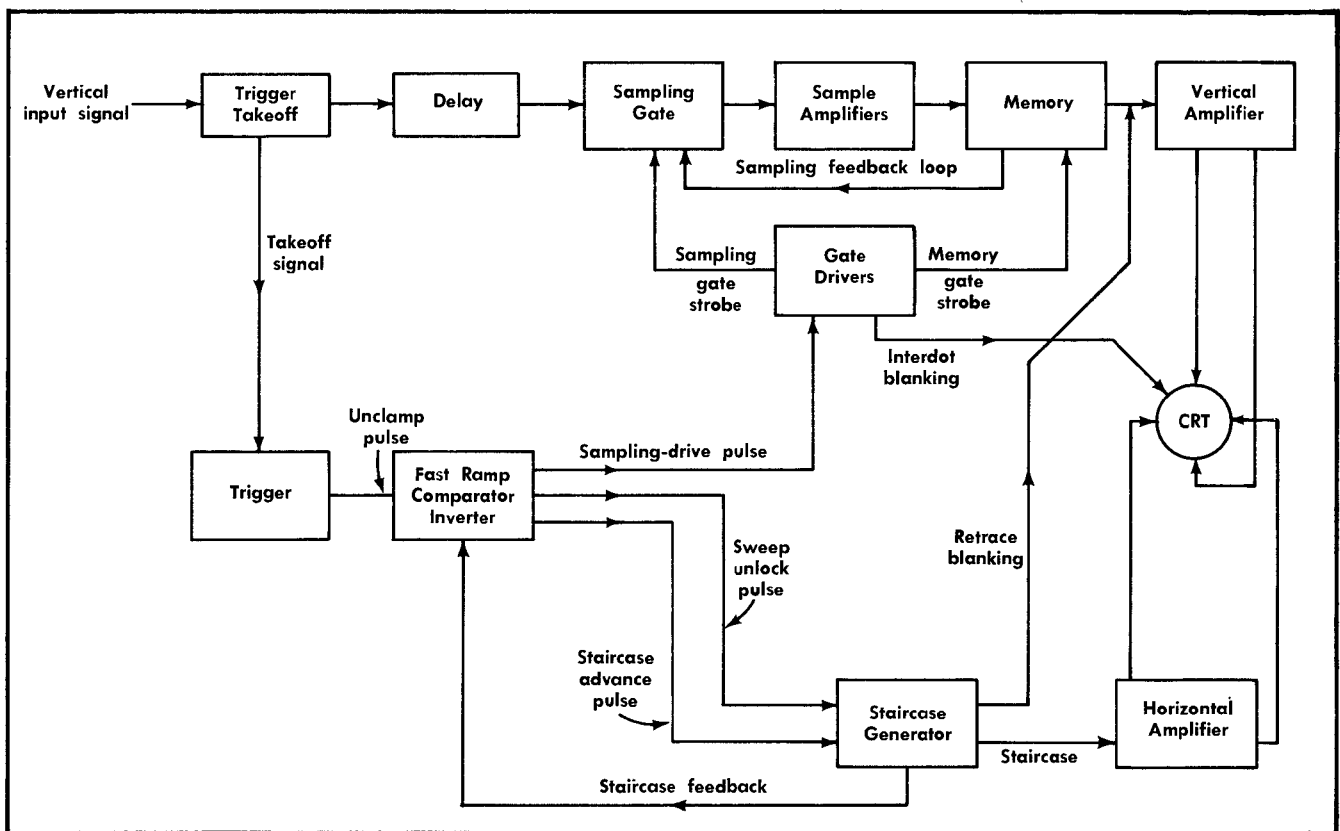 Vertical
input signal
Trigger
Takeoff
Delay
Sampling
Gate
Sample
Amplifiers
Memory
Vertical
Amplifier
Sampling feedback loop
Takeoff
signal
Sampling
gate
strobe
Gate
Drivers
Memory
gate
strobe
Interdot
blanking
CRT
Unclamp
pulse
Trigger
Fast Ramp
Comparator
Inverter
Sampling-drive pulse
Sweep
unlock
pulse
Retrace
blanking
Staircase
advance
pulse
Staircase
Generator
Staircase
Horizontal
Amplifier
Staircase feedback